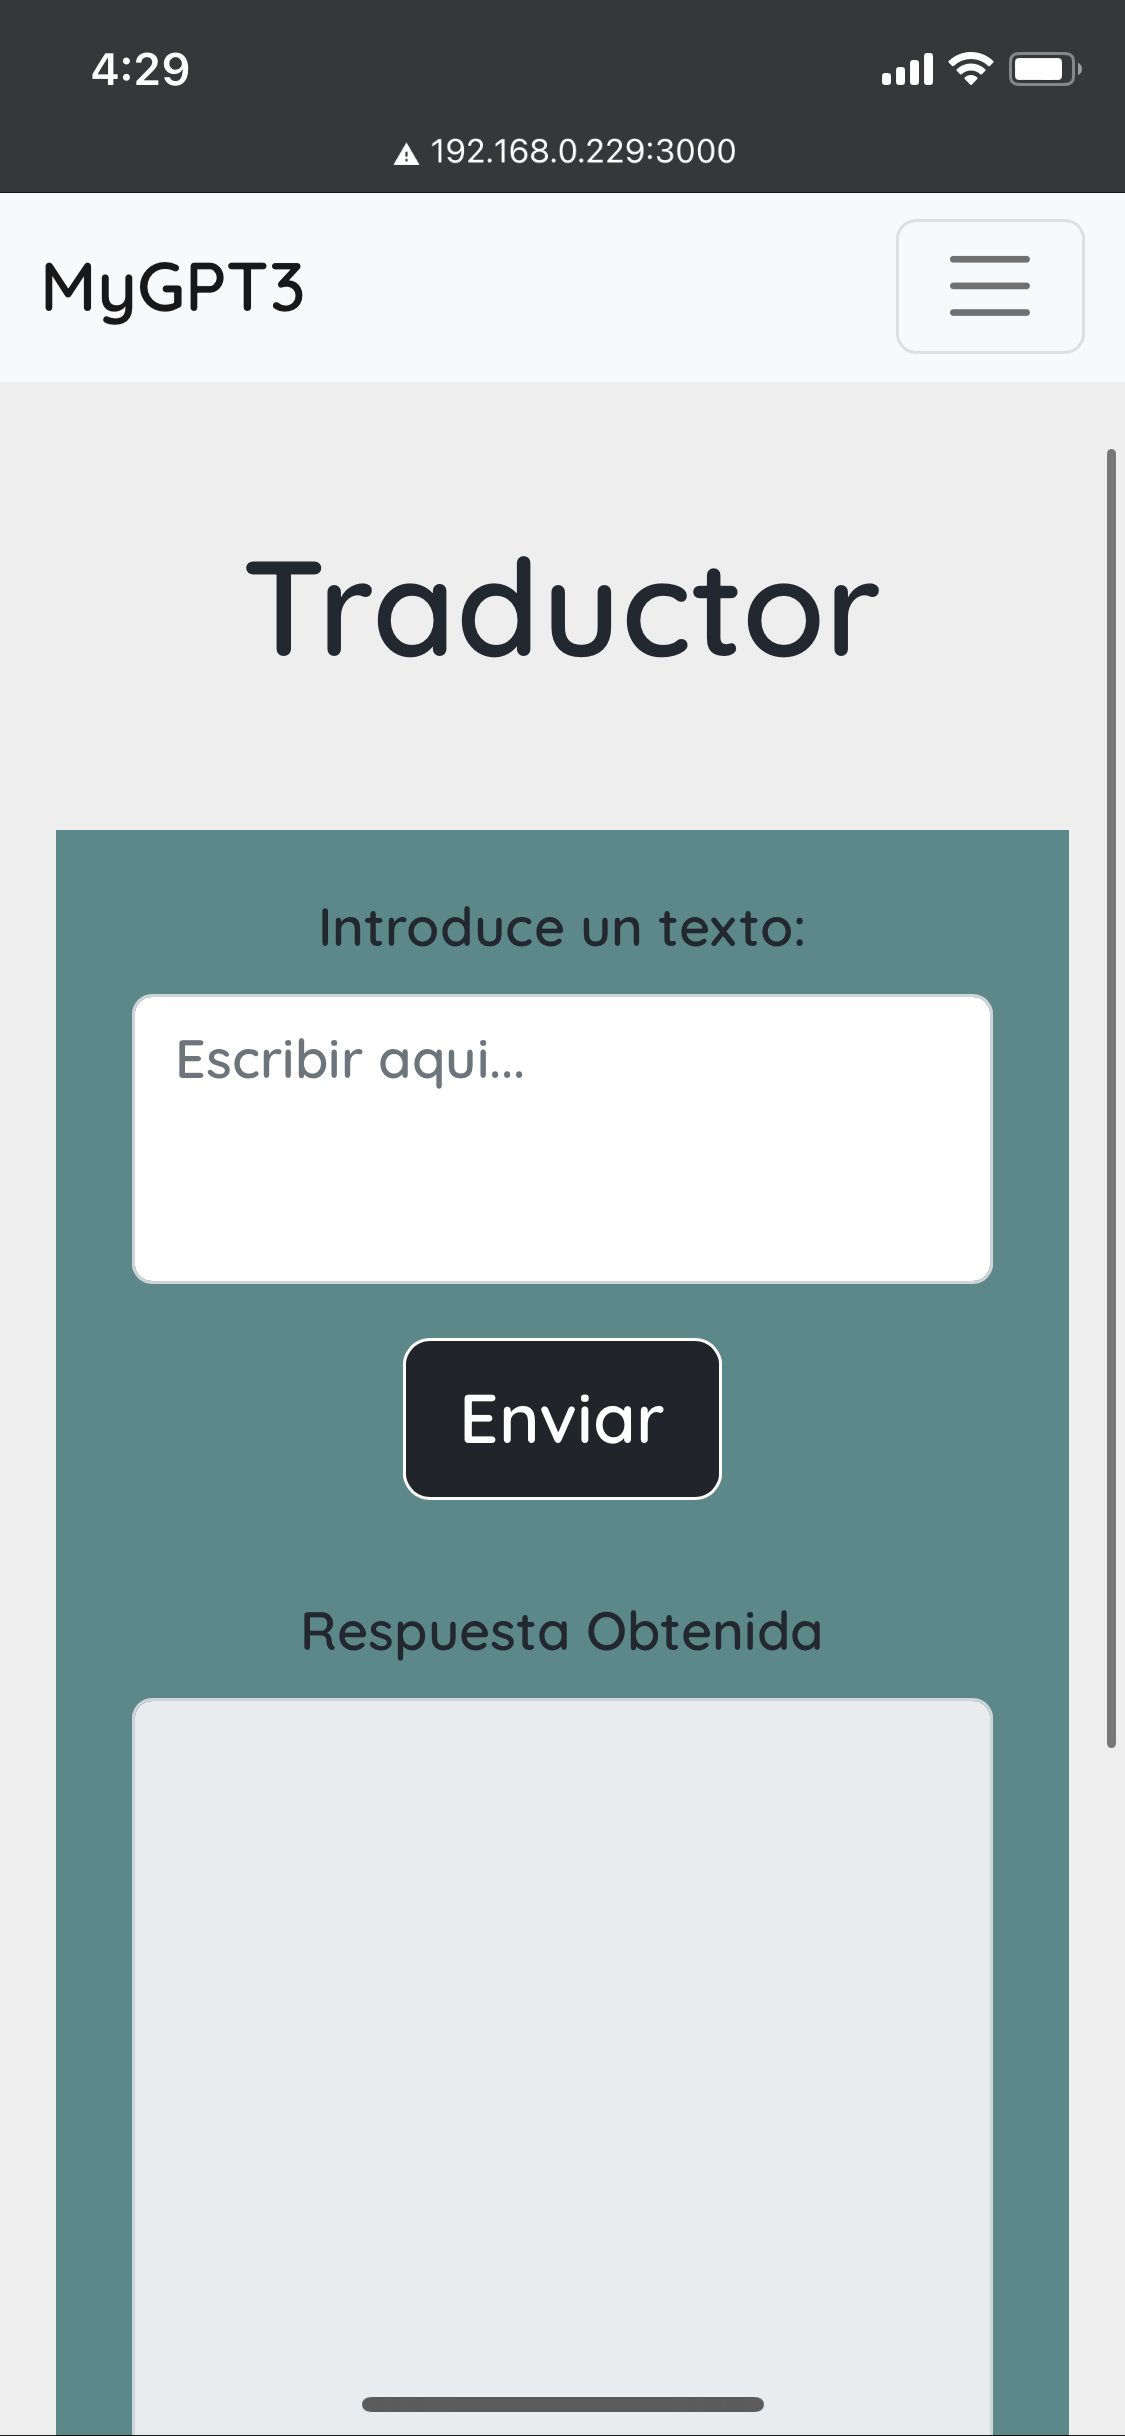 4:29
192.168.0.229:3000
MyGPT3
Traductor
Introduce un texto:
Escribir aqui...
Enviar
Respuesta Obtenida